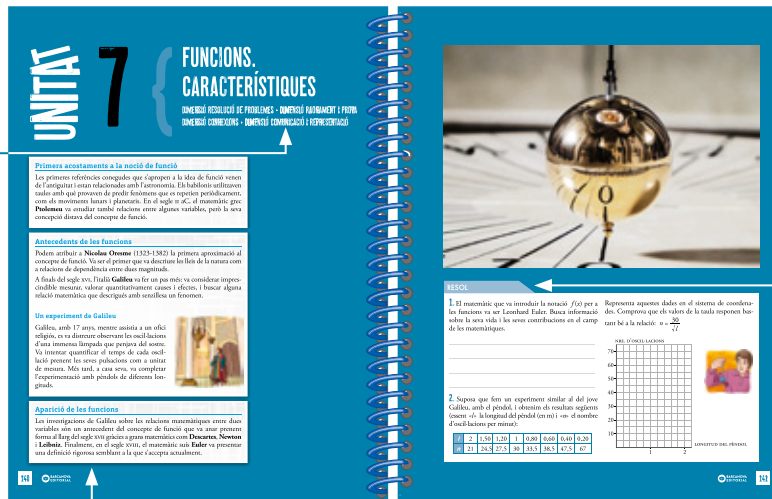 UNITAT
7
FUNCIONS.
CARACTERÍSTIQUES
DIMENSIÓ RESOLUCIÓ DE PROBLEMES • DIMENSIÓ RAONAMENT I PROVA
DIMENSIÓ CONNEXIONS • DIMENSIÓ COMUNICACIÓ I REPRESENTACIÓ
Primers acostaments a la noció de funció
Les primeres referències conegudes que s'apropen a la idea de funció venen
de l'antiguitat i estan relacionades amb l'astronomia. Els babilonis utilitzaven
taules amb què provaven de predir fenòmens que es repetien periòdicament,
com els moviments lunars i planetaris. En el segle II aC, el matemàtic grec
Ptolemeu va estudiar també relacions entre algunes variables, però la seva
concepció distava del concepte de funció.
Antecedents de les funcions
Podem atribuir a Nicolau Oresme (1323-1382) la primera aproximació al
concepte de funció. Va ser el primer que va descriure les lleis de la natura com
a relacions de dependència entre dues magnituds.
A finals del segle XVI, l'italià Galileu va fer un pas més: va considerar impres-
cindible mesurar, valorar quantitativament causes i efectes, i buscar alguna
relació matemàtica que descrigués amb senzillesa un fenomen.
Un experiment de Galileu
Galileu, amb 17 anys, mentre assistia a un ofici
religiós, es va distreure observant les oscil·lacions
d'una immensa làmpada que penjava del sostre.
Va intentar quantificar el temps de cada oscil-
lació prenent les seves pulsacions com a unitat
de mesura. Més tard, a casa seva, va completar
l'experimentació amb pèndols de diferents lon-
gituds.
Aparició de les funcions
Les investigacions de Galileu sobre les relacions matemàtiques entre dues
variables són un antecedent del concepte de funció que va anar prenent
forma al llarg del segle XVII gràcies a grans matemàtics com Descartes, Newton
i Leibniz. Finalment, en el segle XVIII, el matemàtic suís Euler va presentar
una definició rigorosa semblant a la que s'accepta actualment.
140
BARCANOVA
EDITORIAL
RESOL
1. El matemàtic que va introduir la notació f(x) per a
les funcions va ser Leonhard Euler. Busca informació
sobre la seva vida i les seves contribucions en el camp
de les matemàtiques.
2. Suposa que fem un experiment similar al del jove
Galileu, amb el pèndol, i obtenim els resultats següents
(essent «l» la longitud del pèndol (en m) i «n» el nombre
d'oscil·lacions per minut):
l 2 1,50 1,20 1 0,80 0,60 0,40 0,20
n 21 24,5 27,5 30 33,5 38,5 47,5 67
Representa aquestes dades en el sistema de coordena-
des. Comprova que els valors de la taula responen bas-
tant bé a la relació: n = 30/√l
NRE. D'OSCIL·LACIONS
70
60
50
40
30
20
10
1 2
LONGITUD DEL PÈNDOL
BARCANOVA
EDITORIAL
141